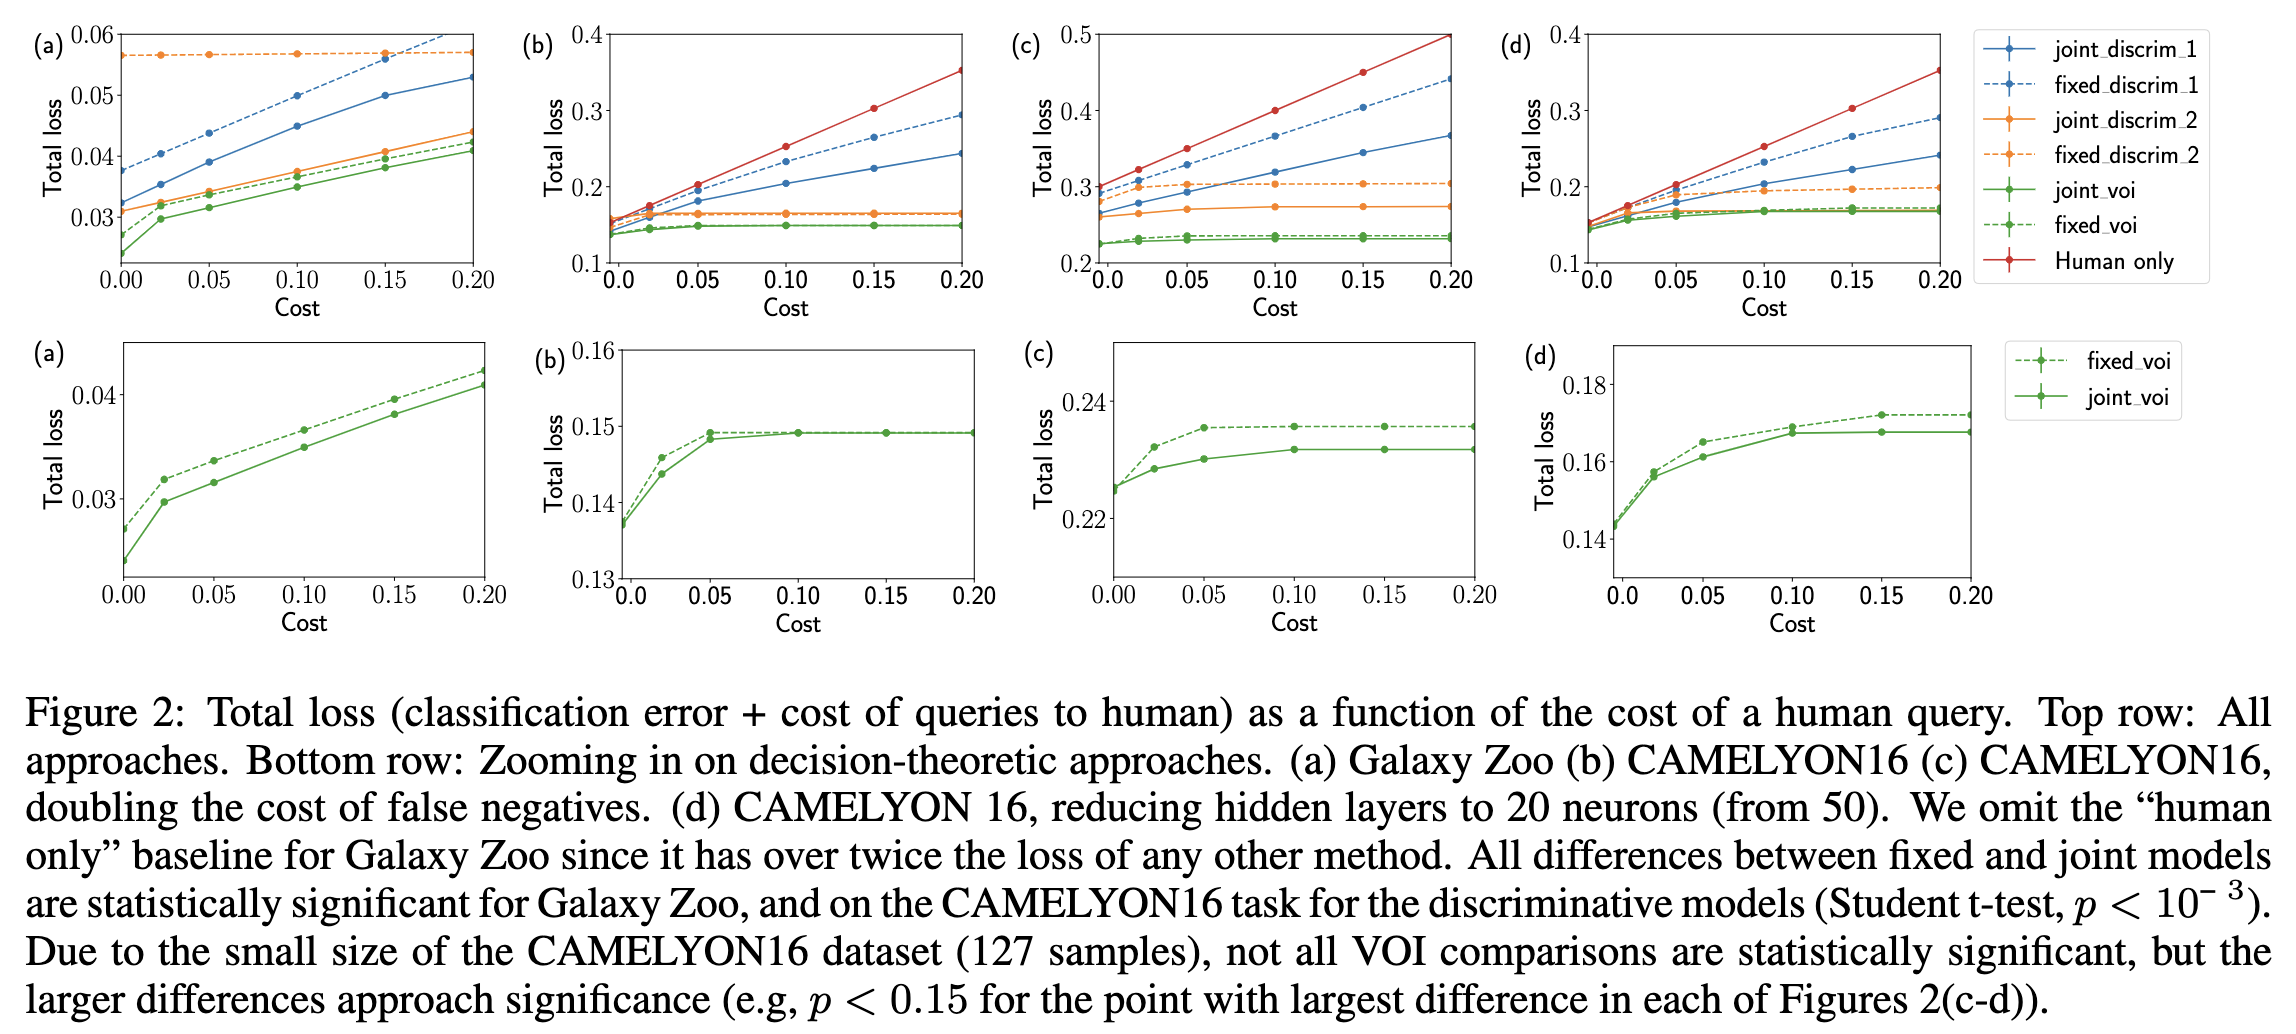 (a)
0.06
0.05
0.04
0.03
Total loss
0.00 0.05 0.10 0.15 0.20
Cost
(b)
0.4
0.3
0.2
0.1
Total loss
0.0 0.05 0.10 0.15 0.20
Cost
(c)
0.5
0.4
0.3
0.2
Total loss
0.0 0.05 0.10 0.15 0.20
Cost
(d)
0.4
0.3
0.2
0.1
Total loss
0.0 0.05 0.10 0.15 0.20
Cost
joint_discrim_1
fixed_discrim_1
joint_discrim_2
fixed_discrim_2
joint_voi
fixed_voi
Human only
(a)
0.04
0.03
Total loss
0.00 0.05 0.10 0.15 0.20
Cost
(b)
0.16
0.15
0.14
0.13
Total loss
0.0 0.05 0.10 0.15 0.20
Cost
(c)
0.24
0.22
Total loss
0.00 0.05 0.10 0.15 0.20
Cost
(d)
0.18
0.16
0.14
Total loss
0.0 0.05 0.10 0.15 0.20
Cost
fixed_voi
joint_voi
Figure 2: Total loss (classification error + cost of queries to human) as a function of the cost of a human query. Top row: All
approaches. Bottom row: Zooming in on decision-theoretic approaches. (a) Galaxy Zoo (b) CAMELYON16 (c) CAMELYON16,
doubling the cost of false negatives. (d) CAMELYON 16, reducing hidden layers to 20 neurons (from 50). We omit the “human
only” baseline for Galaxy Zoo since it has over twice the loss of any other method. All differences between fixed and joint models
are statistically significant for Galaxy Zoo, and on the CAMELYON16 task for the discriminative models (Student t-test, p < 10⁻³).
Due to the small size of the CAMELYON16 dataset (127 samples), not all VOI comparisons are statistically significant, but the
larger differences approach significance (e.g, p < 0.15 for the point with largest difference in each of Figures 2(c-d)).